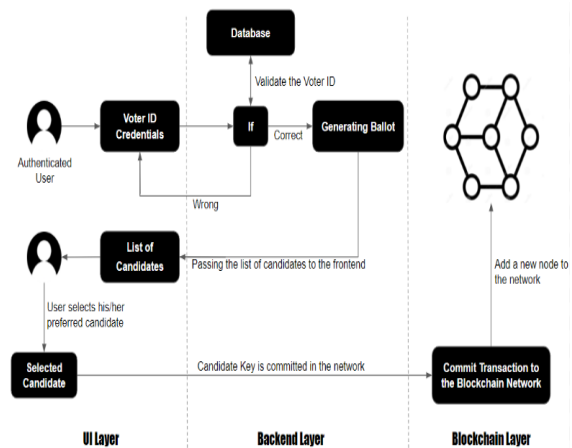 Database
Validate the Voter ID
Voter ID
Credentials
If
Correct
Generating Ballot
Authenticated
User
Wrong
List of
Candidates
Passing the list of candidates to the frontend
Add a new node to
the network
User selects his/her
preferred candidate
Selected
Candidate
Candidate Key is committed in the network
Commit Transaction to
the Blockchain Network
UI Layer
Backend Layer
Blockchain Layer